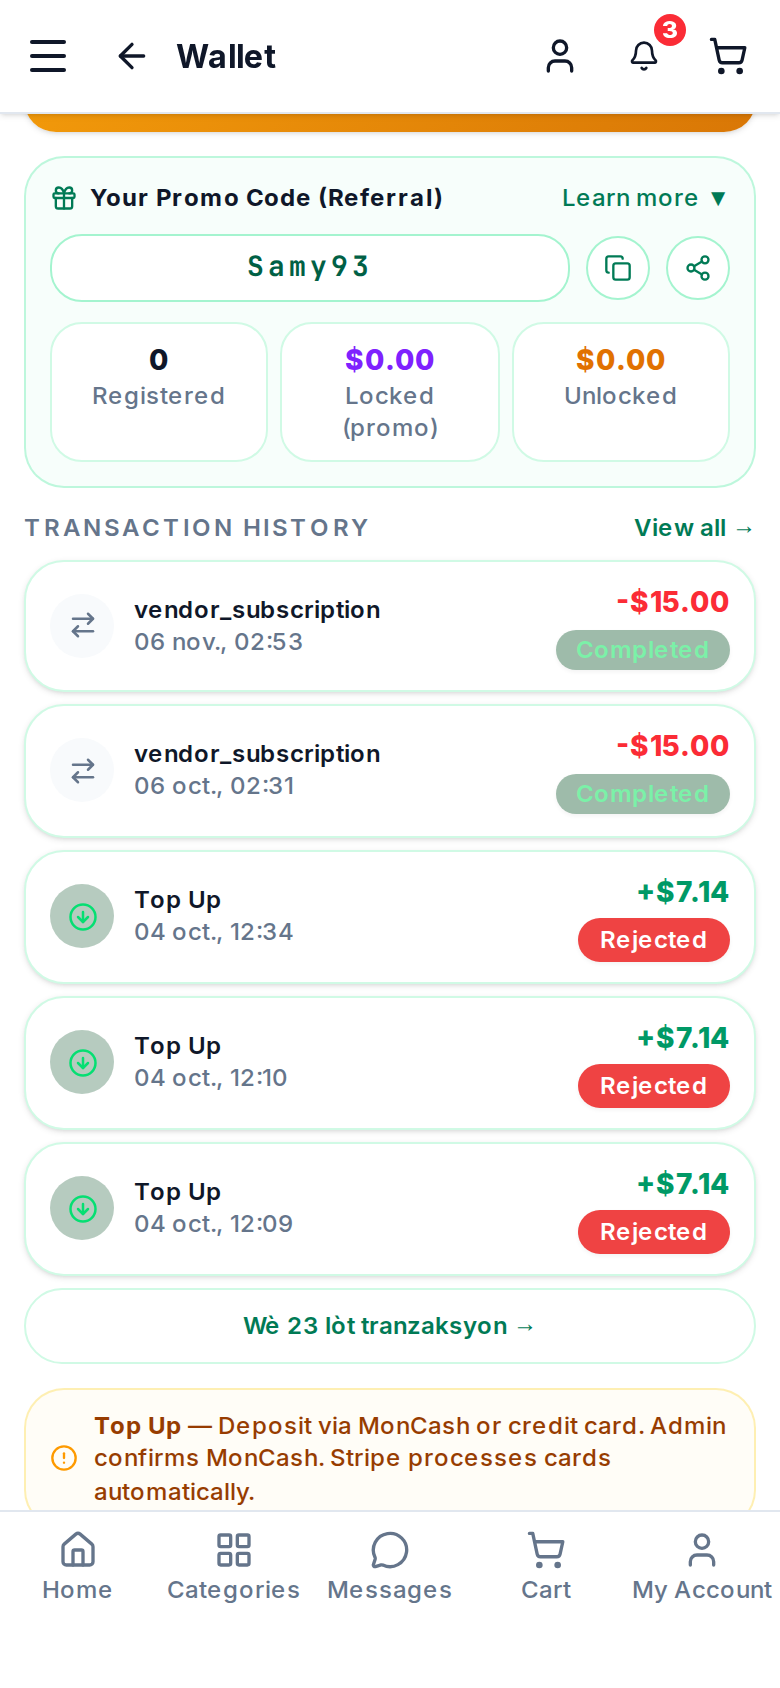 Wallet
3
Your Promo Code (Referral)
Learn more ▼
Samy93
0
Registered
$0.00
Locked
(promo)
$0.00
Unlocked
TRANSACTION HISTORY
View all →
vendor_subscription
06 nov., 02:53
-$15.00
Completed
vendor_subscription
06 oct., 02:31
-$15.00
Completed
Top Up
04 oct., 12:34
+$7.14
Rejected
Top Up
04 oct., 12:10
+$7.14
Rejected
Top Up
04 oct., 12:09
+$7.14
Rejected
Wè 23 lòt tranzaksyon →
Top Up — Deposit via MonCash or credit card. Admin
confirms MonCash. Stripe processes cards
automatically.
Home
Categories
Messages
Cart
My Account